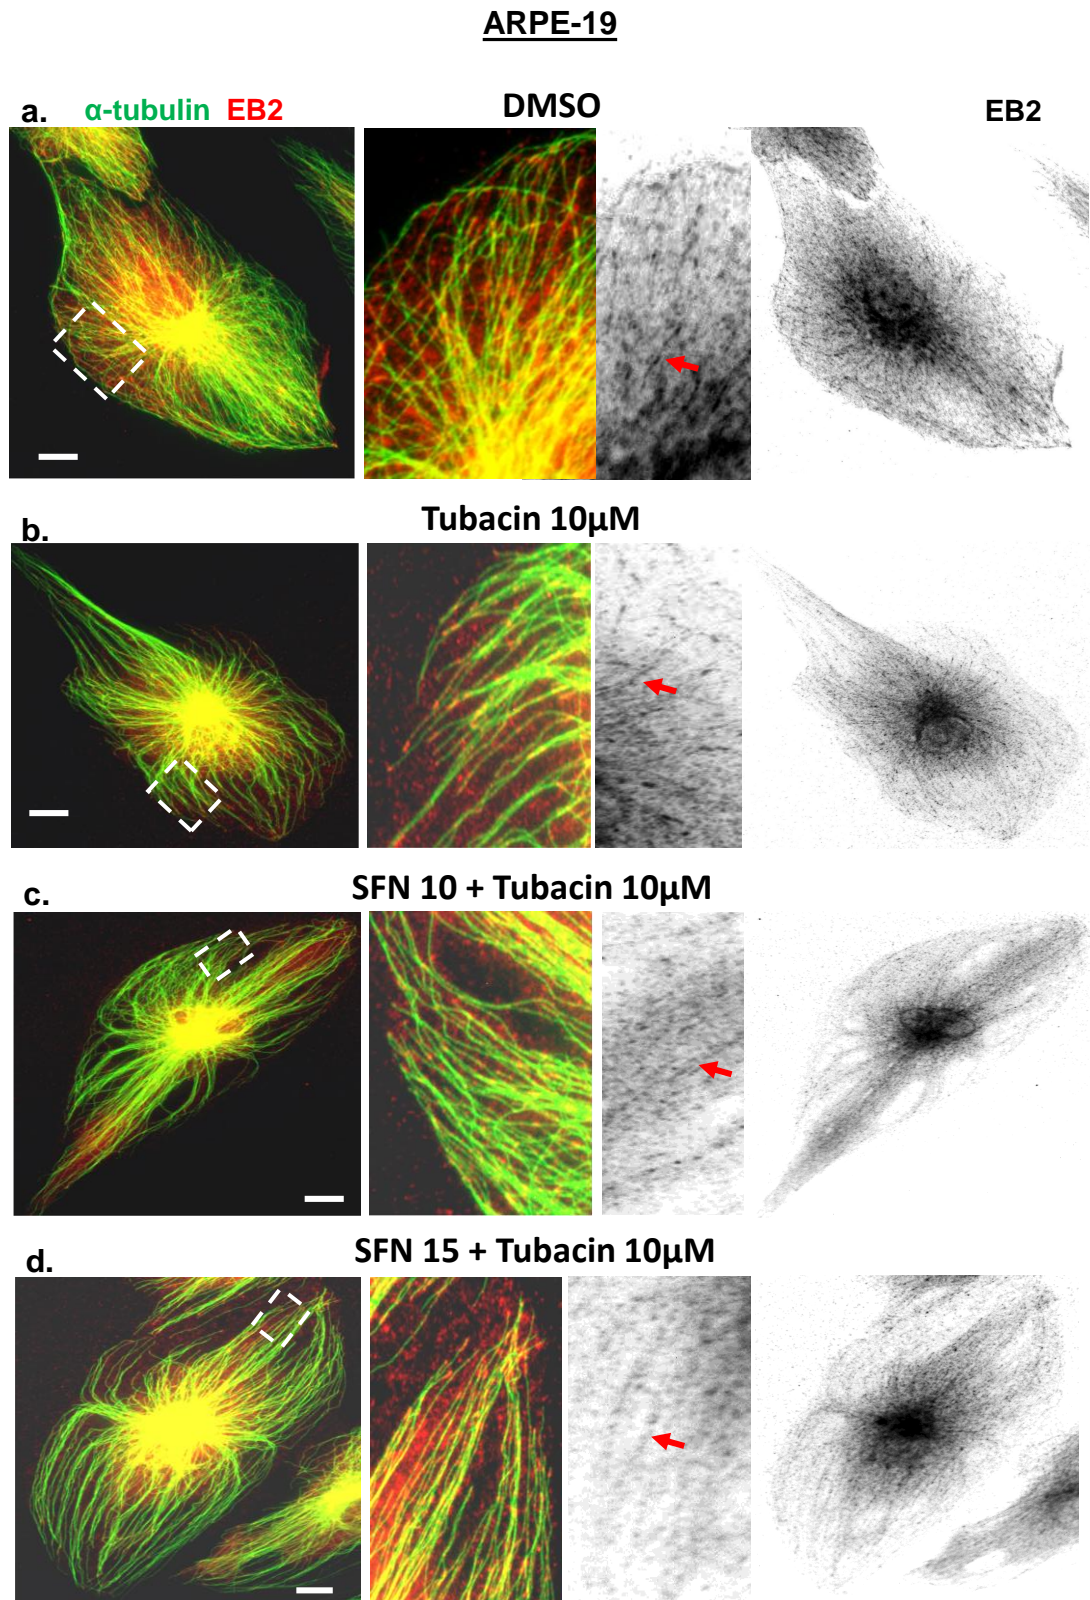 ARPE-19
a. α-tubulin EB2 DMSO EB2
b. Tubacin 10µM
c. SFN 10 + Tubacin 10µM
d. SFN 15 + Tubacin 10µM